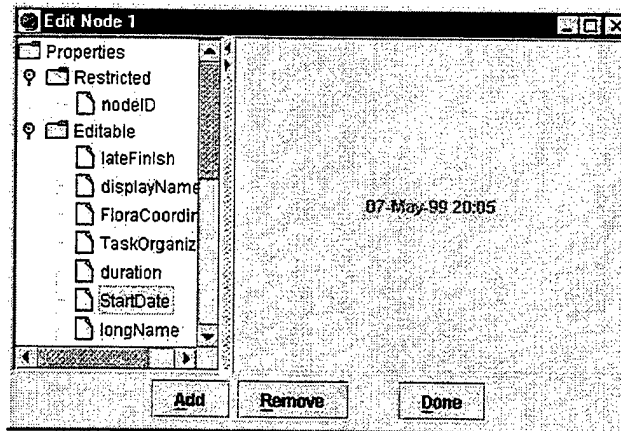 Edit Node 1
Properties
Restricted
nodeID
Editable
lateFinish
displayName
FloraCoordin
TaskOrganiz
duration
StartDate
longName
07-May-99 20:05
Add
Remove
Done